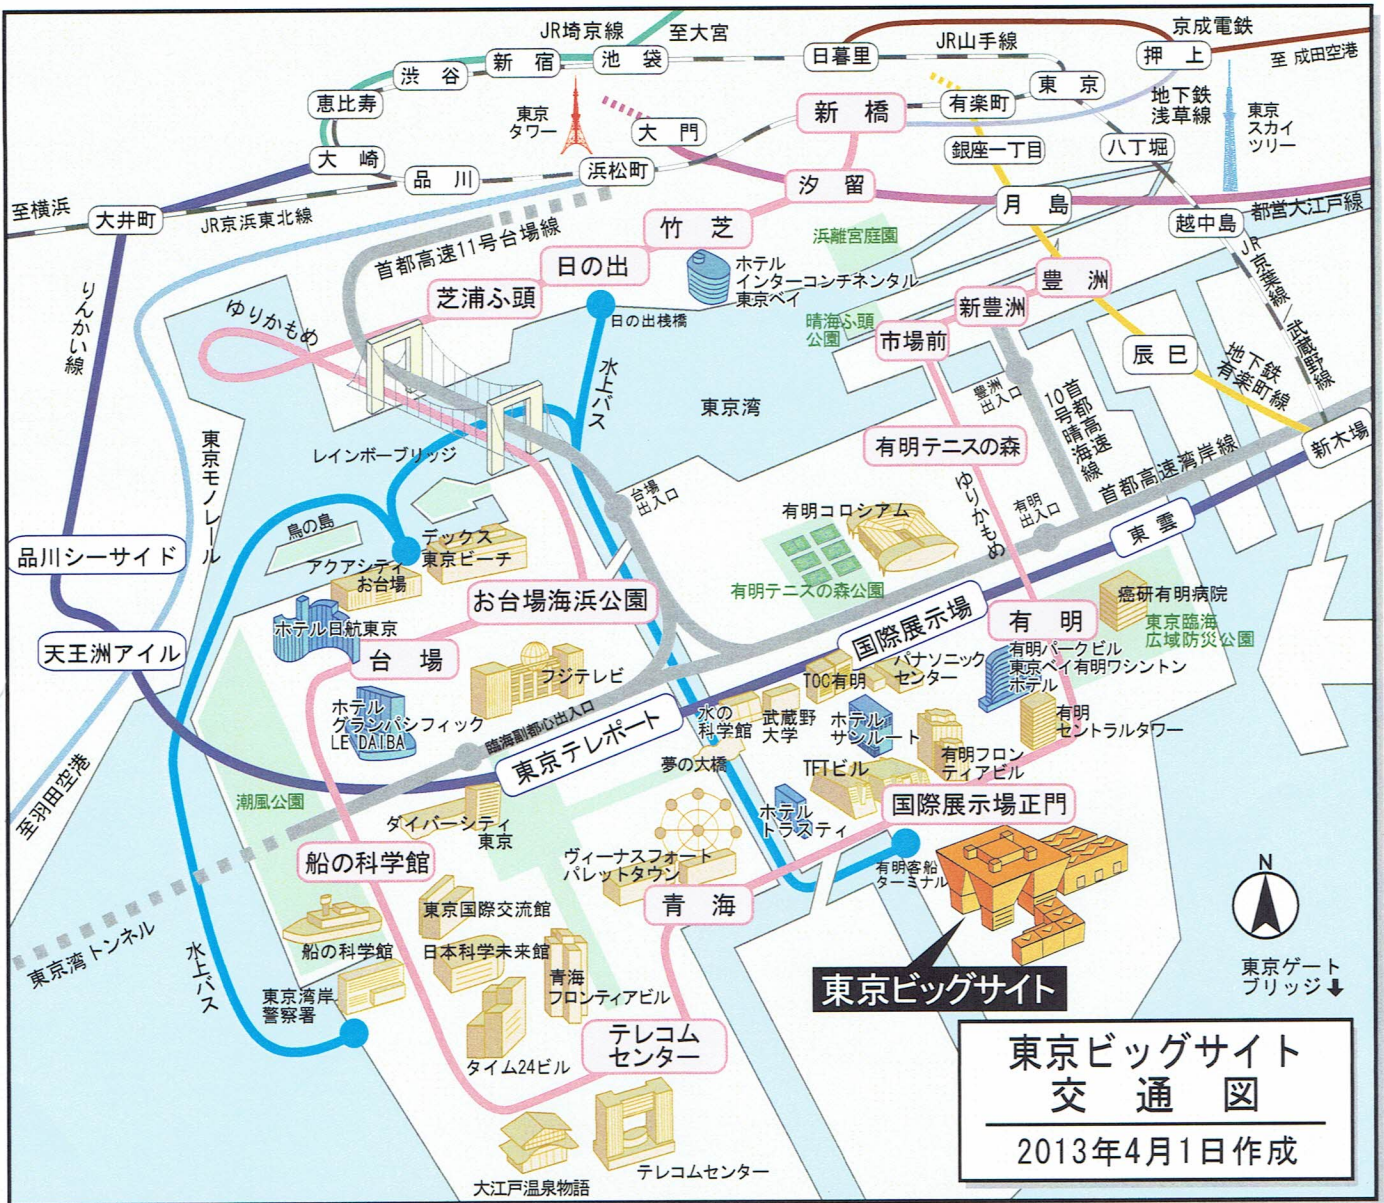 JR埼京線
至大宮
JR山手線
京成電鉄
至 成田空港
恵比寿
渋谷
新宿
池袋
日暮里
押上
東京
タワー
大門
新橋
有楽町
東京
地下鉄
浅草線
東京
スカイ
ツリー
大崎
品川
浜松町
汐留
銀座一丁目
八丁堀
至横浜
大井町
JR京浜東北線
首都高速11号台場線
竹芝
月島
越中島
都営大江戸線
浜離宮庭園
日の出
ホテル
インターコンチネンタル
東京ベイ
JR京葉線/武蔵野線
りんかい線
ゆりかもめ
芝浦ふ頭
日の出桟橋
晴海ふ頭
公園
市場前
新豊洲
豊洲
辰巳
地下鉄
有楽町線
水上バス
東京湾
豊洲
出入口
10号晴海線
首都高速
新木場
東京モノレール
レインボーブリッジ
有明テニスの森
首都高速湾岸線
台場
出入口
ゆりかもめ
有明
出入口
鳥の島
デックス
東京ビーチ
有明コロシアム
東雲
品川シーサイド
アクアシティ
お台場
お台場海浜公園
有明テニスの森公園
国際展示場
有明
癌研有明病院
東京臨海
広域防災公園
天王洲アイル
ホテル日航東京
台場
フジテレビ
TOC有明
パナソニック
センター
有明パークビル
東京ベイ有明ワシントン
ホテル
ホテル
グランパシフィック
LE DAIBA
臨海副都心出入口
東京テレポート
水の
科学館
武蔵野
大学
ホテル
サンルート
有明フロン
ティアビル
有明
セントラルタワー
至羽田空港
潮風公園
夢の大橋
TFTビル
ダイバーシティ
東京
ホテル
トラスティ
国際展示場正門
船の科学館
ヴィーナスフォート
パレットタウン
青海
有明客船
ターミナル
東京湾トンネル
水上バス
船の科学館
東京国際交流館
日本科学未来館
青海
フロンティアビル
東京湾岸
警察署
東京ビッグサイト
N
東京ゲート
ブリッジ⬇
タイム24ビル
テレコム
センター
大江戸温泉物語
テレコムセンター
東京ビッグサイト
交通図
2013年4月1日作成